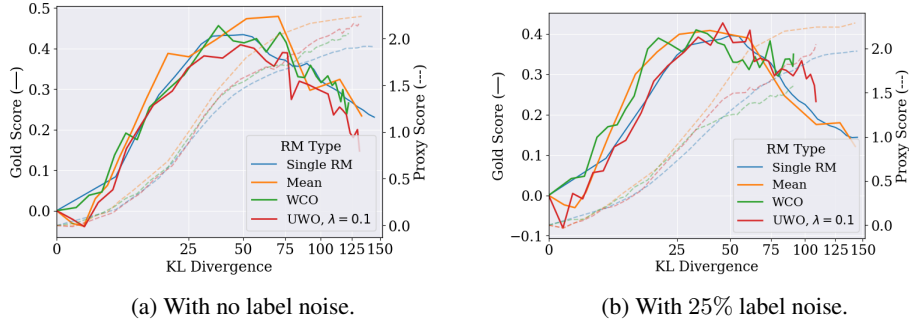 0.5
0.4
0.3
0.2
0.1
0.0
Gold Score (—)
2.0
1.5
1.0
0.5
0.0
Proxy Score (---)
RM Type
Single RM
Mean
WCO
UWO, λ = 0.1
0 25 50 75 100 125 150
KL Divergence
(a) With no label noise.
0.4
0.3
0.2
0.1
0.0
−0.1
Gold Score (—)
2.0
1.5
1.0
0.5
0.0
Proxy Score (---)
RM Type
Single RM
Mean
WCO
UWO, λ = 0.1
0 25 50 75 100 125 150
KL Divergence
(b) With 25% label noise.